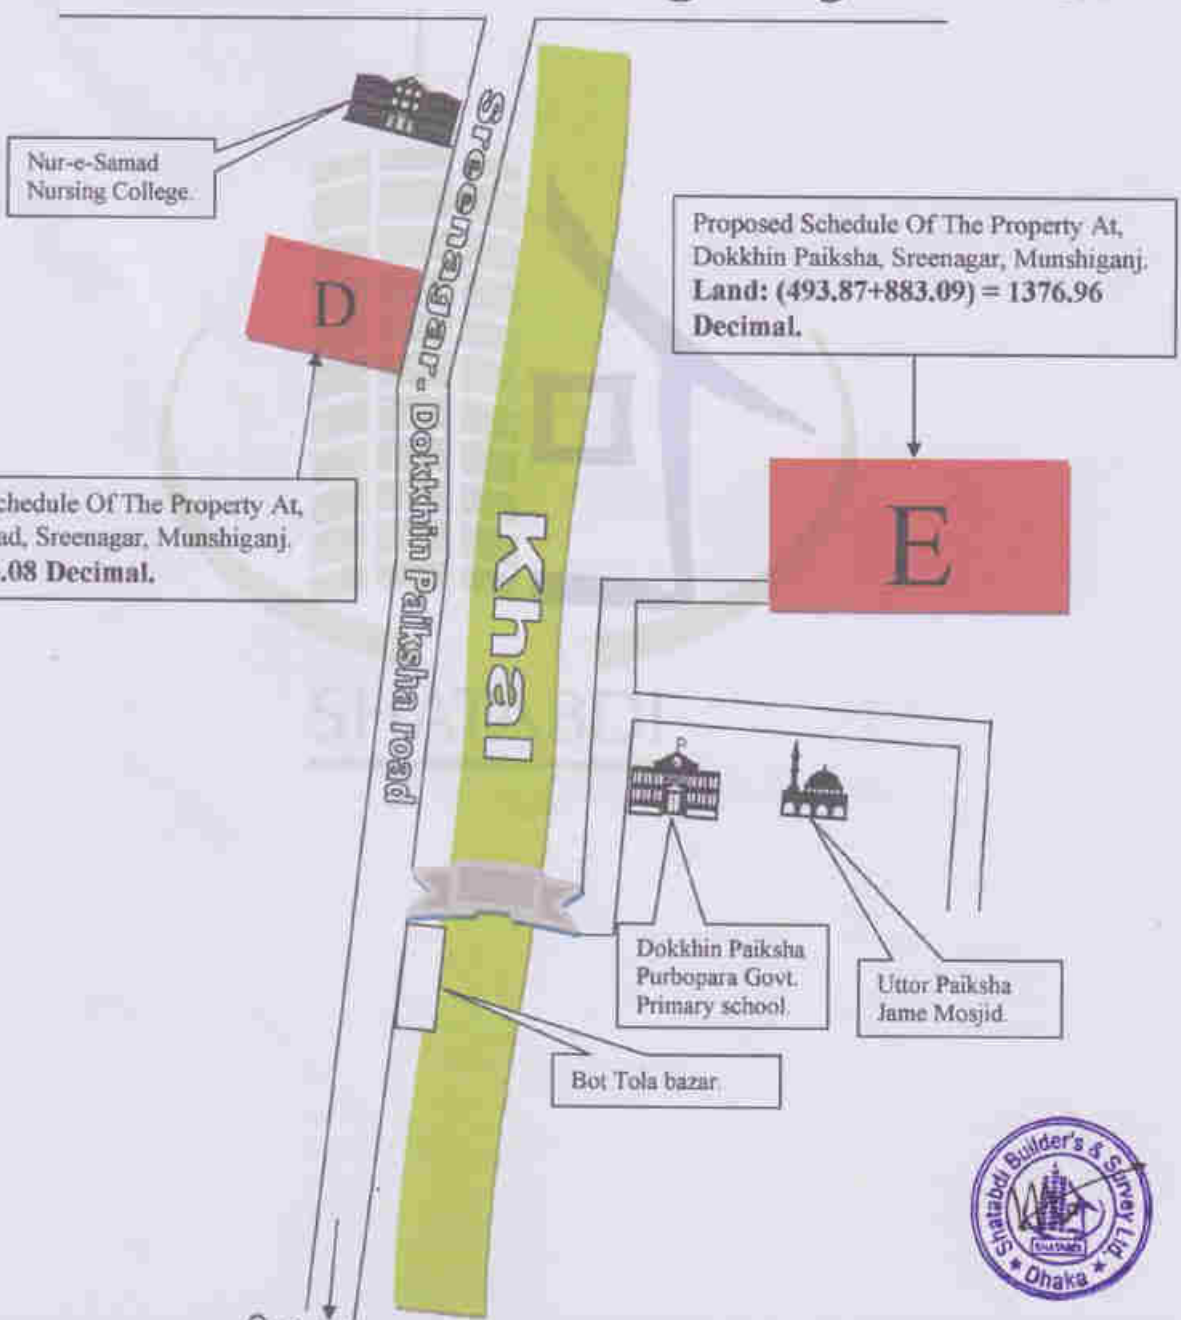 Nur-e-Samad
Nursing College.
Sreenagar- Dokkhin Paiksha road
Proposed Schedule Of The Property At,
Dokkhin Paiksha, Sreenagar, Munshiganj.
Land: (493.87+883.09) = 1376.96
Decimal.
D
E
chedule Of The Property At,
ad, Sreenagar, Munshiganj.
.08 Decimal.
Khal
SHATABDI
Dokkhin Paiksha
Purbopara Govt.
Primary school.
Uttor Paiksha
Jame Mosjid.
Bot Tola bazar.
Shatabdi Builder's & Survey Ltd.
SHATABDI
* Dhaka *